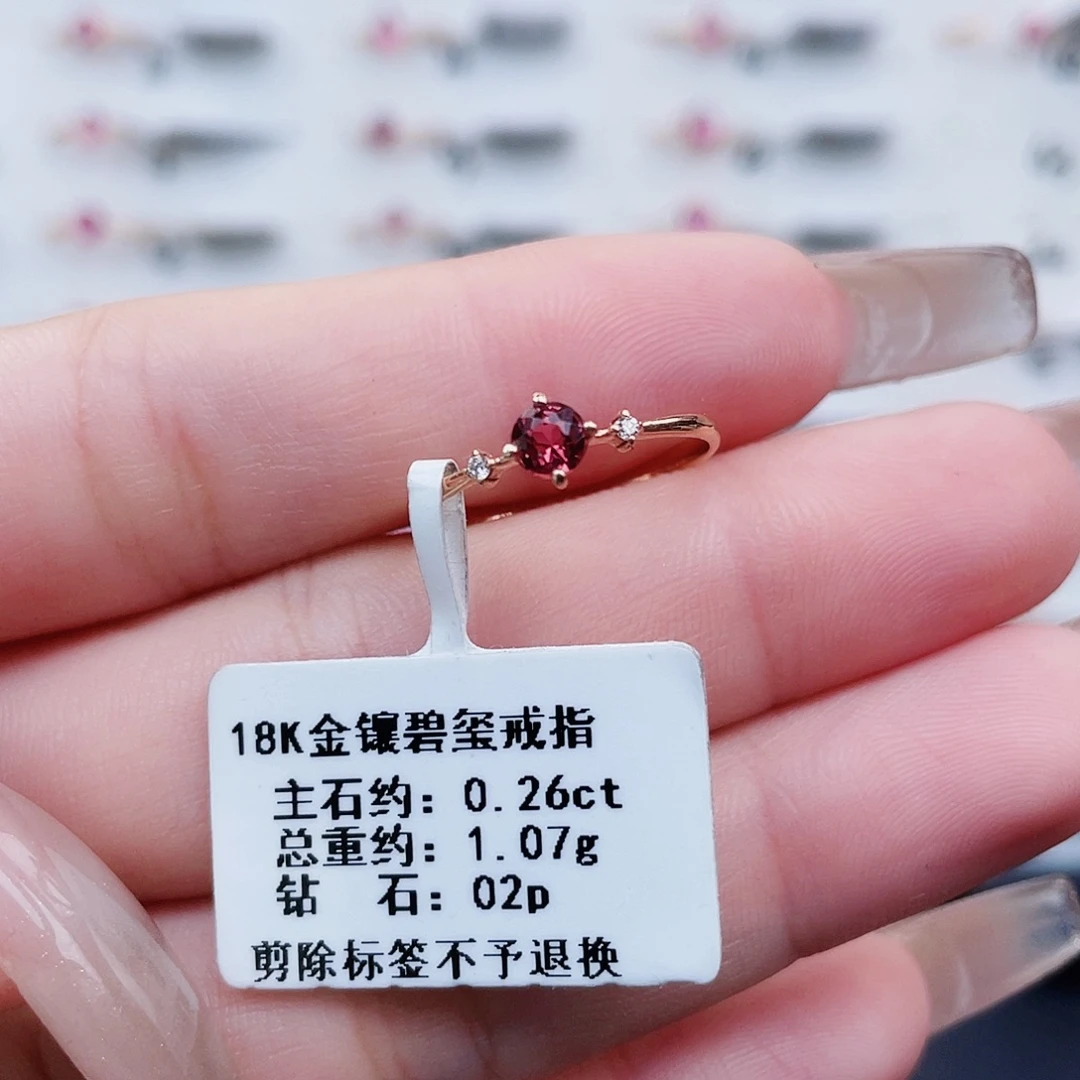 18K金镶碧玺戒指
主石约：0.26ct
总重约：1.07g
钻 石：02p
剪除标签不予退换